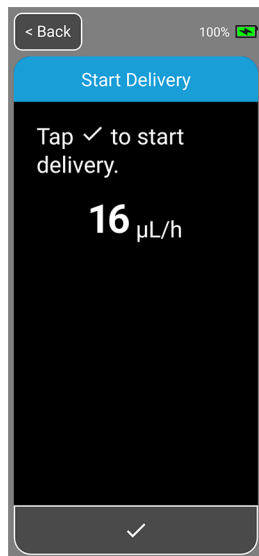 < Back
100%
Start Delivery
Tap ✓ to start
delivery.
16 µL/h
✓